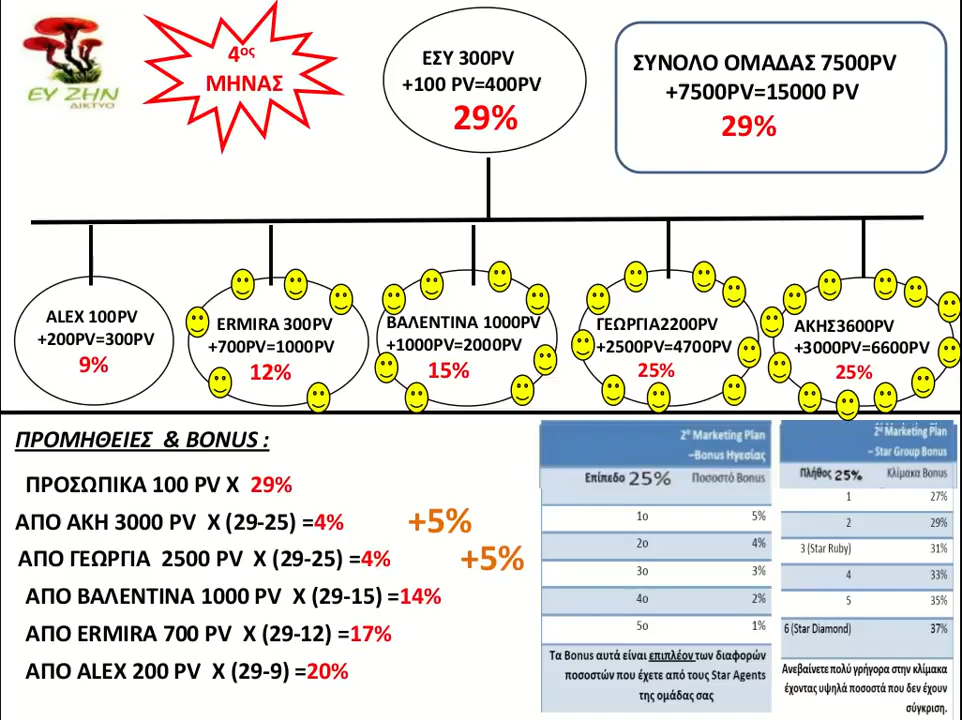 ΕΥ ΖΗΝ
ΔΙΚΤΥΟ
4ος
ΜΗΝΑΣ
ΕΣΥ 300PV
+100 PV=400PV
29%
ΣΥΝΟΛΟ ΟΜΑΔΑΣ 7500PV
+7500PV=15000 PV
29%
ALEX 100PV
+200PV=300PV
9%
ERMIRA 300PV
+700PV=1000PV
12%
ΒΑΛΕΝΤΙΝΑ 1000PV
+1000PV=2000PV
15%
ΓΕΩΡΓΙΑ2200PV
+2500PV=4700PV
25%
ΑΚΗΣ3600PV
+3000PV=6600PV
25%
ΠΡΟΜΗΘΕΙΕΣ & BONUS :
ΠΡΟΣΩΠΙΚΑ 100 PV X 29%
ΑΠΟ ΑΚΗ 3000 PV X (29-25) =4% +5%
ΑΠΟ ΓΕΩΡΓΙΑ 2500 PV X (29-25) =4% +5%
ΑΠΟ ΒΑΛΕΝΤΙΝΑ 1000 PV X (29-15) =14%
ΑΠΟ ERMIRA 700 PV X (29-12) =17%
ΑΠΟ ALEX 200 PV X (29-9) =20%
2ο Marketing Plan
–Bonus Ηγεσίας
Επίπεδο 25% Ποσοστό Bonus
1ο 5%
2ο 4%
3ο 3%
4ο 2%
5ο 1%
Τα Bonus αυτά είναι επιπλέον των διαφορών
ποσοστών που έχετε από τους Star Agents
της ομάδας σας
2ο Marketing Plan
– Star Group Bonus
Πλήθος 25% Κλίμακα Bonus
1 27%
2 29%
3 (Star Ruby) 31%
4 33%
5 35%
6 (Star Diamond) 37%
Ανεβαίνετε πολύ γρήγορα στην κλίμακα
έχοντας υψηλά ποσοστά που δεν έχουν
σύγκριση.